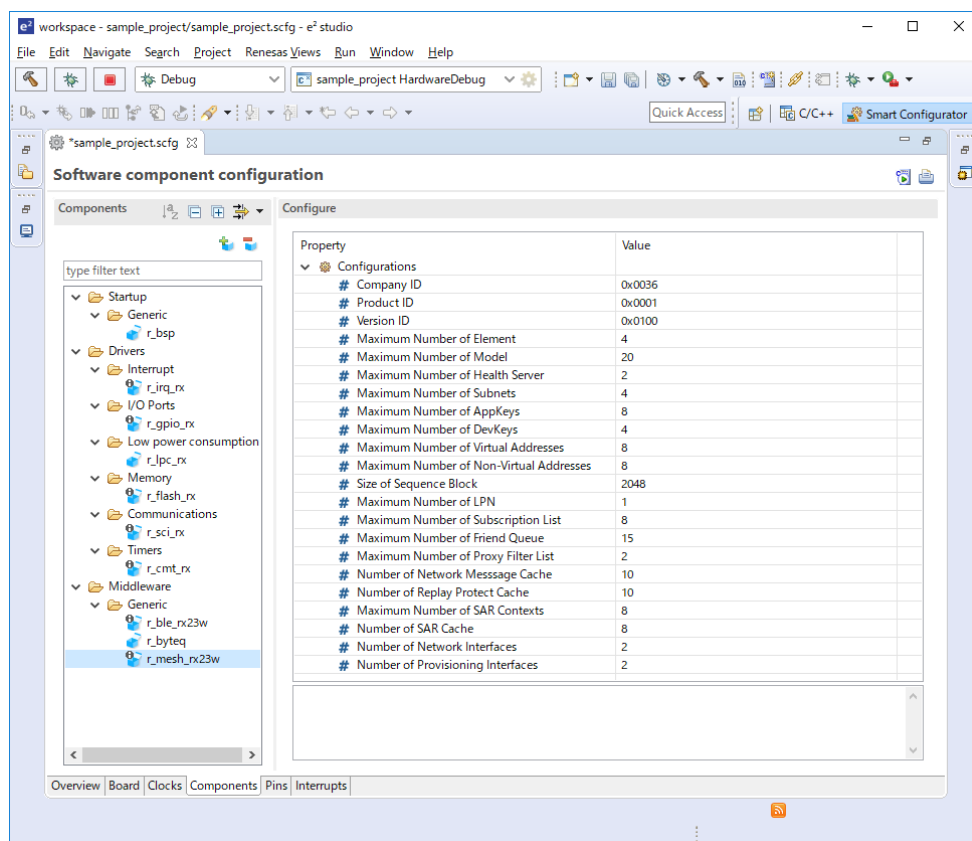 e² workspace - sample_project/sample_project.scfg - e² studio
File Edit Navigate Search Project Renesas Views Run Window Help
Debug
sample_project HardwareDebug
Quick Access
C/C++
Smart Configurator
*sample_project.scfg
Software component configuration
Components
Configure
type filter text
Startup
Generic
r_bsp
Drivers
Interrupt
r_irq_rx
I/O Ports
r_gpio_rx
Low power consumption
r_lpc_rx
Memory
r_flash_rx
Communications
r_sci_rx
Timers
r_cmt_rx
Middleware
Generic
r_ble_rx23w
r_byteq
r_mesh_rx23w
Property Value
Configurations
# Company ID 0x0036
# Product ID 0x0001
# Version ID 0x0100
# Maximum Number of Element 4
# Maximum Number of Model 20
# Maximum Number of Health Server 2
# Maximum Number of Subnets 4
# Maximum Number of AppKeys 8
# Maximum Number of DevKeys 4
# Maximum Number of Virtual Addresses 8
# Maximum Number of Non-Virtual Addresses 8
# Size of Sequence Block 2048
# Maximum Number of LPN 1
# Maximum Number of Subscription List 8
# Maximum Number of Friend Queue 15
# Maximum Number of Proxy Filter List 2
# Number of Network Messsage Cache 10
# Number of Replay Protect Cache 10
# Maximum Number of SAR Contexts 8
# Number of SAR Cache 8
# Number of Network Interfaces 2
# Number of Provisioning Interfaces 2
Overview Board Clocks Components Pins Interrupts